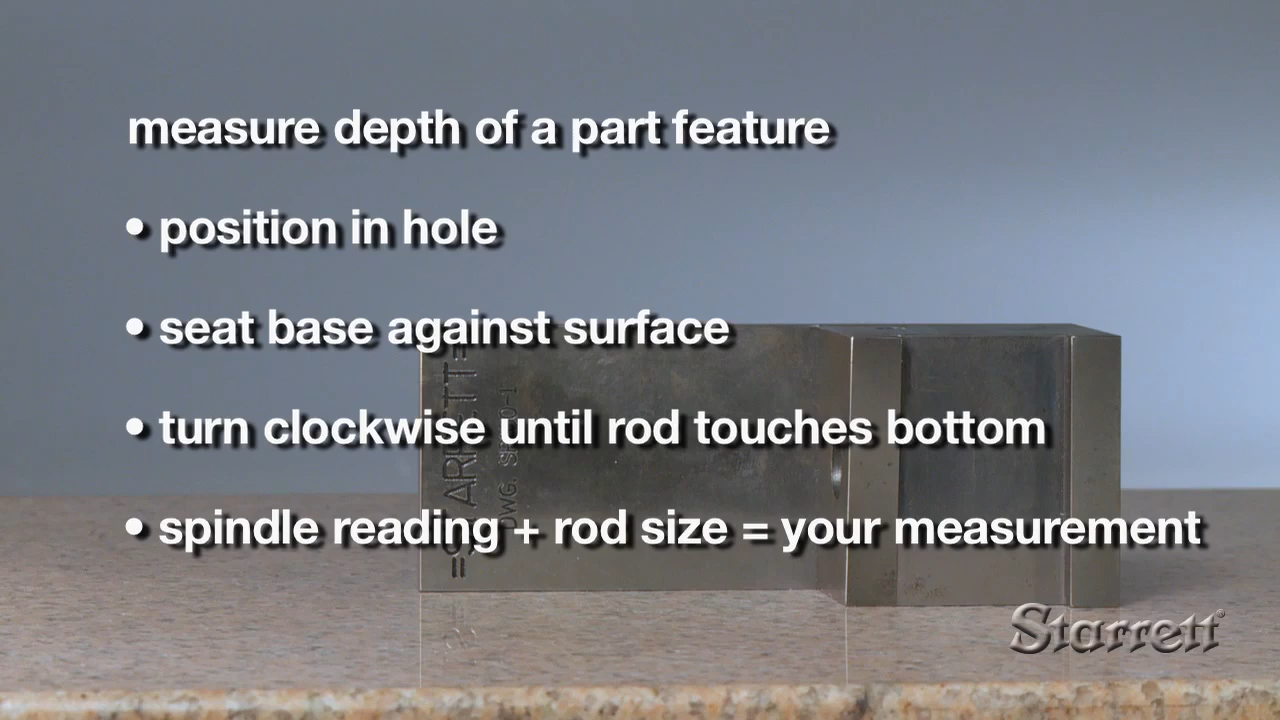 measure depth of a part feature
• position in hole
• seat base against surface
• turn clockwise until rod touches bottom
• spindle reading + rod size = your measurement
Starrett®